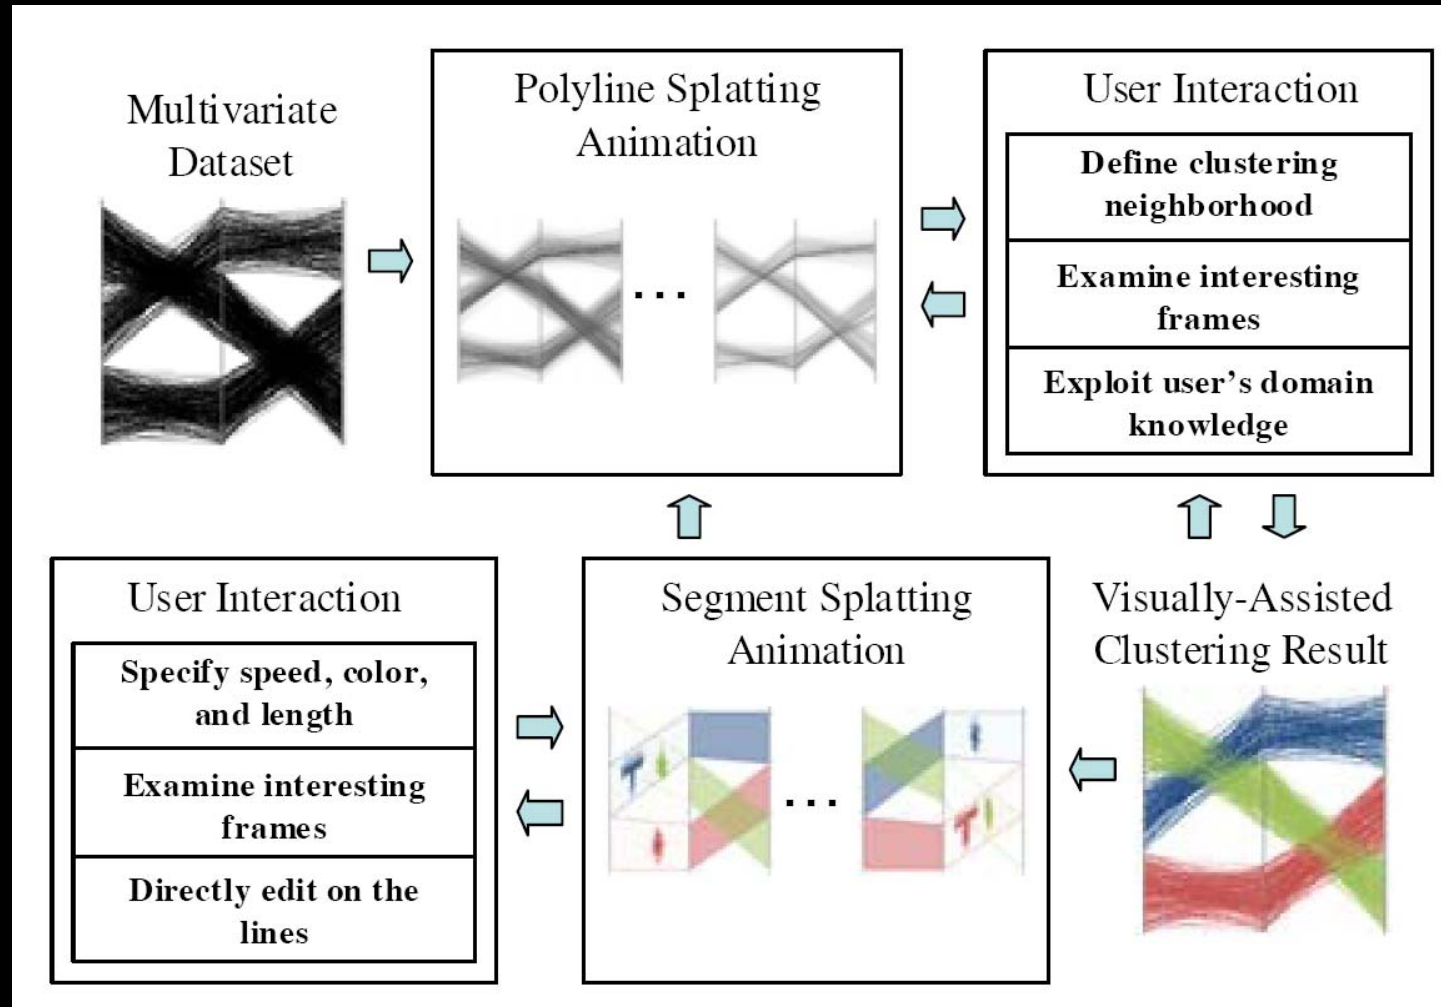 Multivariate
Dataset
Polyline Splatting
Animation
...
User Interaction
Define clustering
neighborhood
Examine interesting
frames
Exploit user's domain
knowledge
User Interaction
Specify speed, color,
and length
Examine interesting
frames
Directly edit on the
lines
Segment Splatting
Animation
...
Visually-Assisted
Clustering Result